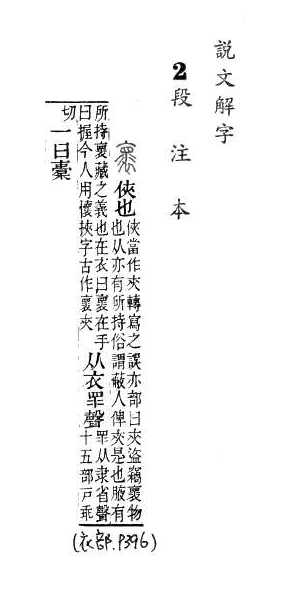 說文解字
2段注本
褱 俠也 俠當作夾轉寫之誤亦部曰夾盜竊褱物
也从亦有所持俗謂蔽人俾夾是也腋有
所持褱藏之義也在衣曰褱在手
曰握今人用懷挾字古作褱夾
从衣眔聲 眔从隶省聲
十五部戶乖
切 一曰橐
(衣部.P396)